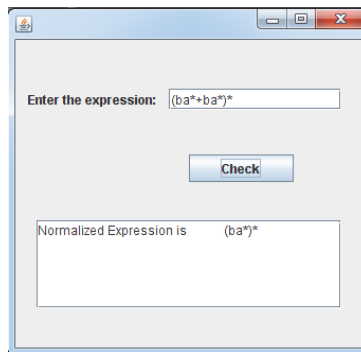 Enter the expression: (ba*+ba*)*
Check
Normalized Expression is (ba*)*